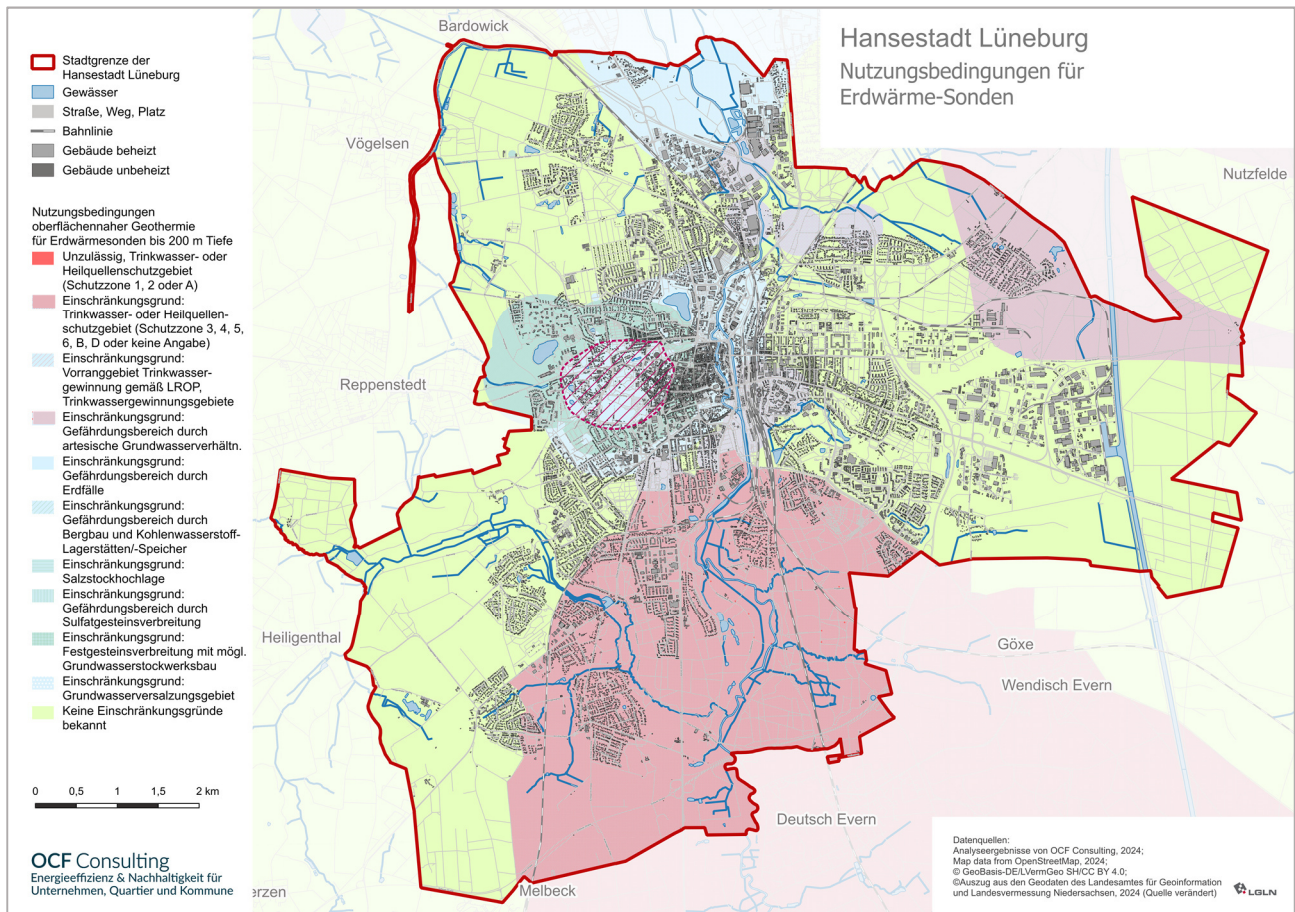 Hansestadt Lüneburg
Nutzungsbedingungen für
Erdwärme-Sonden
Stadtgrenze der
Hansestadt Lüneburg
Gewässer
Straße, Weg, Platz
Bahnlinie
Gebäude beheizt
Gebäude unbeheizt
Nutzungsbedingungen
oberflächennaher Geothermie
für Erdwärmesonden bis 200 m Tiefe
Unzulässig, Trinkwasser- oder
Heilquellenschutzgebiet
(Schutzzone 1, 2 oder A)
Einschränkungsgrund:
Trinkwasser- oder Heilquellen-
schutzgebiet (Schutzzone 3, 4, 5,
6, B, D oder keine Angabe)
Einschränkungsgrund:
Vorranggebiet Trinkwasser-
gewinnung gemäß LROP,
Trinkwassergewinnungsgebiete
Einschränkungsgrund:
Gefährdungsbereich durch
artesische Grundwasserverhältn.
Einschränkungsgrund:
Gefährdungsbereich durch
Erdfälle
Einschränkungsgrund:
Gefährdungsbereich durch
Bergbau und Kohlenwasserstoff-
Lagerstätten/-Speicher
Einschränkungsgrund:
Salzstockhochlage
Einschränkungsgrund:
Gefährdungsbereich durch
Sulfatgesteinsverbreitung
Einschränkungsgrund:
Festgesteinsverbreitung mit mögl.
Grundwasserstockwerksbau
Einschränkungsgrund:
Grundwasserversalzungsgebiet
Keine Einschränkungsgründe
bekannt
0 0,5 1 1,5 2 km
OCF Consulting
Energieeffizienz & Nachhaltigkeit für
Unternehmen, Quartier und Kommune
Bardowick
Vögelsen
Nutzfelde
Reppenstedt
Heiligenthal
Göxe
Wendisch Evern
Deutsch Evern
Melbeck
erzen
Datenquellen:
Analyseergebnisse von OCF Consulting, 2024;
Map data from OpenStreetMap, 2024;
© GeoBasis-DE/LVermGeo SH/CC BY 4.0;
©Auszug aus den Geodaten des Landesamtes für Geoinformation
und Landesvermessung Niedersachsen, 2024 (Quelle verändert)
LGLN